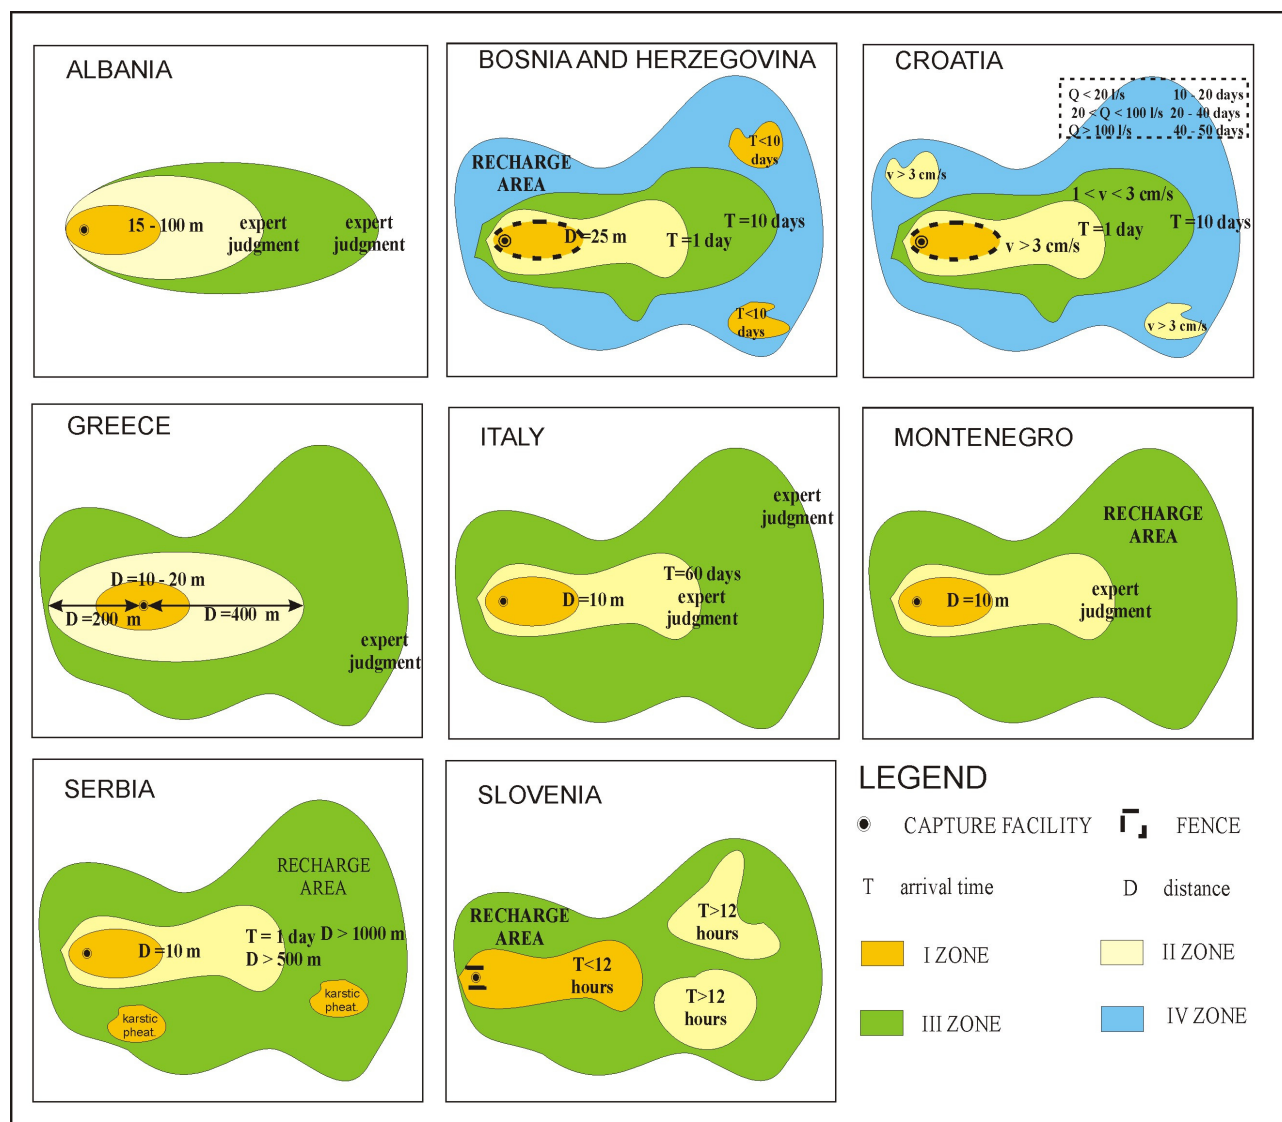 ALBANIA
15 - 100 m
expert
judgment
expert
judgment
BOSNIA AND HERZEGOVINA
T<10
days
RECHARGE
AREA
D =25 m
T =1 day
T =10 days
T<10
days
CROATIA
Q < 20 l/s 10 - 20 days
20 < Q < 100 l/s 20 - 40 days
Q > 100 l/s 40 - 50 days
v > 3 cm/s
1 < v < 3 cm/s
T =10 days
T =1 day
v > 3 cm/s
v > 3 cm/s
GREECE
D =10 - 20 m
D =200 m
D =400 m
expert
judgment
ITALY
expert
judgment
T=60 days
expert
judgment
D =10 m
MONTENEGRO
RECHARGE
AREA
D =10 m
expert
judgment
SERBIA
RECHARGE
AREA
D =10 m
T = 1 day
D > 500 m
D > 1000 m
karstic
pheat.
karstic
pheat.
SLOVENIA
RECHARGE
AREA
T>12
hours
T<12
hours
T>12
hours
LEGEND
CAPTURE FACILITY
FENCE
T arrival time
D distance
I ZONE
II ZONE
III ZONE
IV ZONE